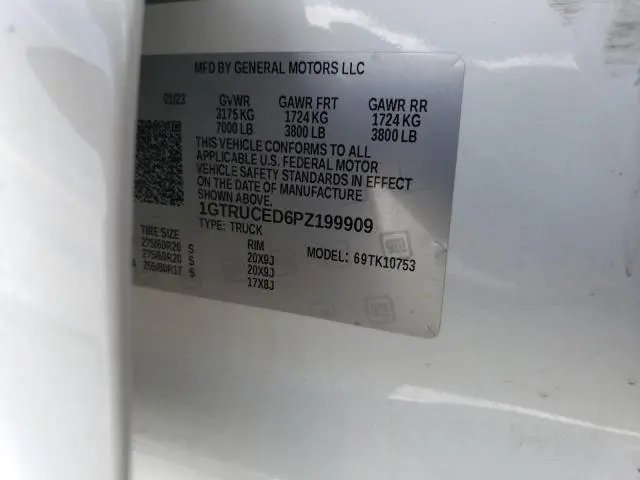 MFD BY GENERAL MOTORS LLC
01/23 GVWR GAWR FRT GAWR RR
3175 KG 1724 KG 1724 KG
7000 LB 3800 LB 3800 LB
THIS VEHICLE CONFORMS TO ALL
APPLICABLE U.S. FEDERAL MOTOR
VEHICLE SAFETY STANDARDS IN
EFFECT ON THE DATE OF MANUFACTURE
SHOWN ABOVE.
1GTRUCED6PZ199909
TYPE: TRUCK
TIRE SIZE RIM MODEL: 69TK10753
275/60R20 S 20X9J
275/60R20 S 20X9J
255/80R17 S 17X8J